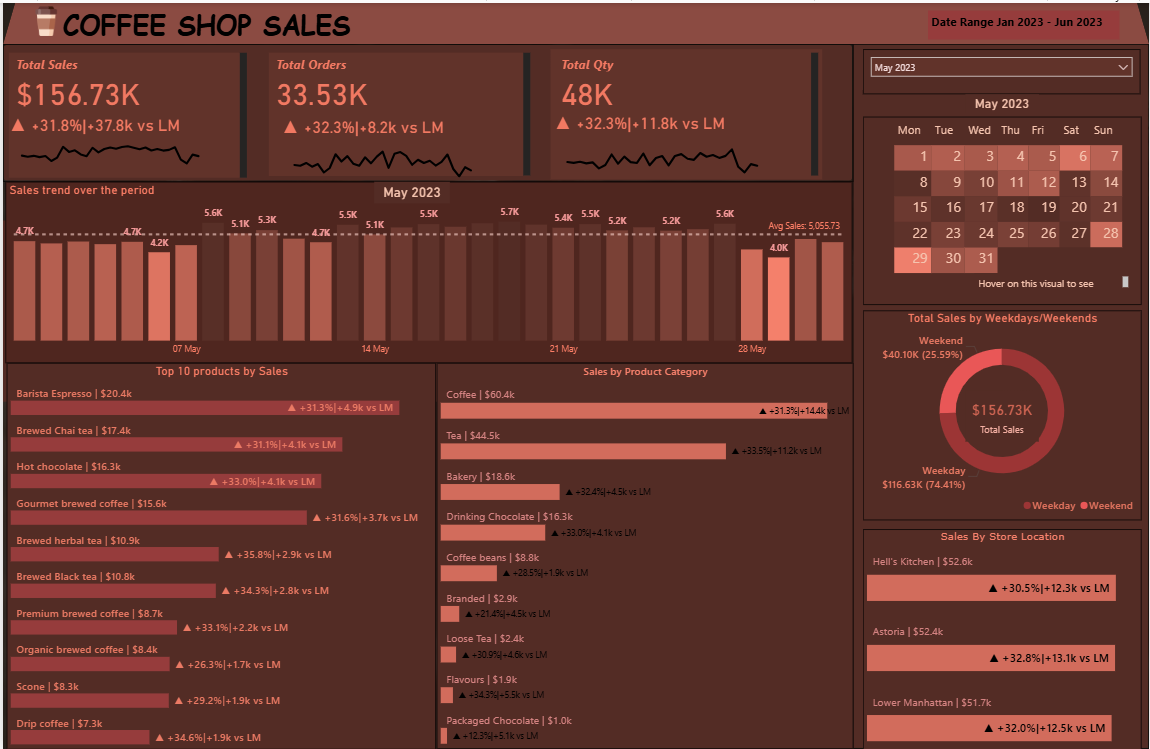 COFFEE SHOP SALES
Date Range Jan 2023 - Jun 2023
Total Sales
$156.73K
▲ +31.8%|+37.8k vs LM
Total Orders
33.53K
▲ +32.3%|+8.2k vs LM
Total Qty
48K
▲ +32.3%|+11.8k vs LM
May 2023
May 2023
Mon Tue Wed Thu Fri Sat Sun
1 2 3 4 5 6 7
8 9 10 11 12 13 14
15 16 17 18 19 20 21
22 23 24 25 26 27 28
29 30 31
Hover on this visual to see
Sales trend over the period
May 2023
4.7K 4.7K 4.2K 5.6K 5.1K 5.3K 4.7K 5.5K 5.1K 5.5K 5.7K 5.4K 5.5K 5.2K 5.2K 5.6K 4.0K
Avg Sales: 5,055.73
07 May 14 May 21 May 28 May
Total Sales by Weekdays/Weekends
Weekend
$40.10K (25.59%)
$156.73K
Total Sales
Weekday
$116.63K (74.41%)
Weekday Weekend
Top 10 products by Sales
Barista Espresso | $20.4k
▲ +31.3%|+4.9k vs LM
Brewed Chai tea | $17.4k
▲ +31.1%|+4.1k vs LM
Hot chocolate | $16.3k
▲ +33.0%|+4.1k vs LM
Gourmet brewed coffee | $15.6k
▲ +31.6%|+3.7k vs LM
Brewed herbal tea | $10.9k
▲ +35.8%|+2.9k vs LM
Brewed Black tea | $10.8k
▲ +34.3%|+2.8k vs LM
Premium brewed coffee | $8.7k
▲ +33.1%|+2.2k vs LM
Organic brewed coffee | $8.4k
▲ +26.3%|+1.7k vs LM
Scone | $8.3k
▲ +29.2%|+1.9k vs LM
Drip coffee | $7.3k
▲ +34.6%|+1.9k vs LM
Sales by Product Category
Coffee | $60.4k
▲ +31.3%|+14.4k vs LM
Tea | $44.5k
▲ +33.5%|+11.2k vs LM
Bakery | $18.6k
▲ +32.4%|+4.5k vs LM
Drinking Chocolate | $16.3k
▲ +33.0%|+4.1k vs LM
Coffee beans | $8.8k
▲ +28.5%|+1.9k vs LM
Branded | $2.9k
▲ +21.4%|+4.5k vs LM
Loose Tea | $2.4k
▲ +30.9%|+4.6k vs LM
Flavours | $1.9k
▲ +34.3%|+5.5k vs LM
Packaged Chocolate | $1.0k
▲ +12.3%|+5.1k vs LM
Sales By Store Location
Hell's Kitchen | $52.6k
▲ +30.5%|+12.3k vs LM
Astoria | $52.4k
▲ +32.8%|+13.1k vs LM
Lower Manhattan | $51.7k
▲ +32.0%|+12.5k vs LM